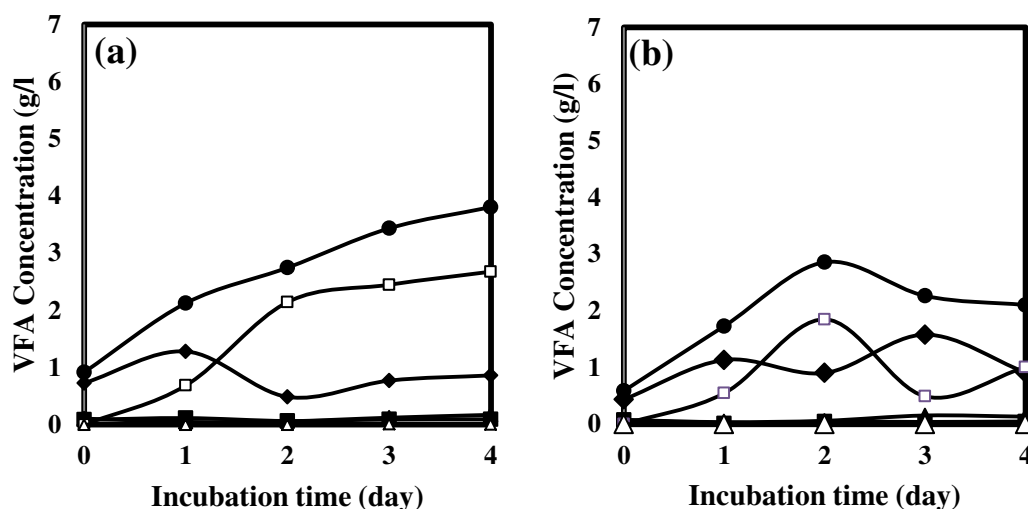 (a)
VFA Concentration (g/l
7
6
5
4
3
2
1
0
0 1 2 3 4
Incubation time (day)
(b)
VFA Concentration (g/l)
7
6
5
4
3
2
1
0
0 1 2 3 4
Incubation time (day)